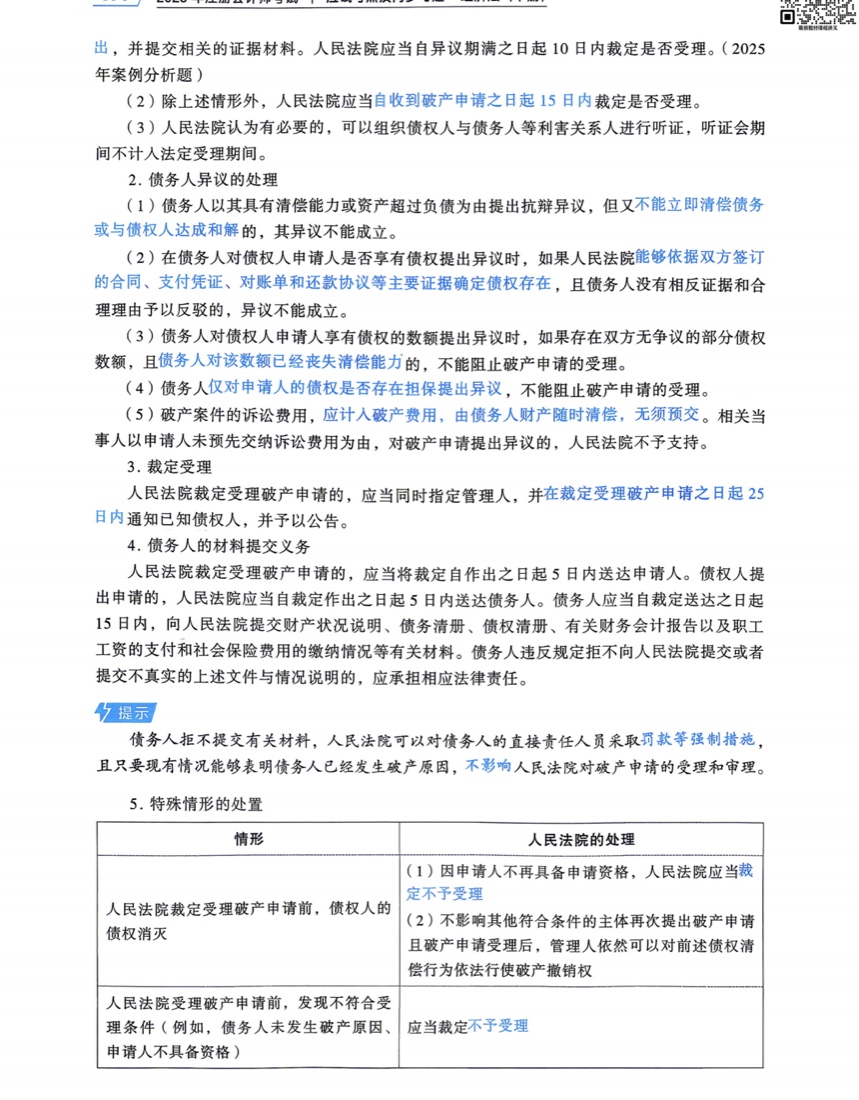 出，并提交相关的证据材料。人民法院应当自异议期满之日起 10 日内裁定是否受理。（2025
年案例分析题）
（2）除上述情形外，人民法院应当自收到破产申请之日起 15 日内裁定是否受理。
（3）人民法院认为有必要的，可以组织债权人与债务人等利害关系人进行听证，听证会期
间不计入法定受理期间。
2. 债务人异议的处理
（1）债务人以其具有清偿能力或资产超过负债为由提出抗辩异议，但又不能立即清偿债务
或与债权人达成和解的，其异议不能成立。
（2）在债务人对债权人申请人是否享有债权提出异议时，如果人民法院能够依据双方签订
的合同、支付凭证、对账单和还款协议等主要证据确定债权存在，且债务人没有相反证据和合
理理由予以反驳的，异议不能成立。
（3）债务人对债权人申请人享有债权的数额提出异议时，如果存在双方无争议的部分债权
数额，且债务人对该数额已经丧失清偿能力的，不能阻止破产申请的受理。
（4）债务人仅对申请人的债权是否存在担保提出异议，不能阻止破产申请的受理。
（5）破产案件的诉讼费用，应计入破产费用，由债务人财产随时清偿，无须预交。相关当
事人以申请人未预先交纳诉讼费用为由，对破产申请提出异议的，人民法院不予支持。
3. 裁定受理
人民法院裁定受理破产申请的，应当同时指定管理人，并在裁定受理破产申请之日起 25
日内通知已知债权人，并予以公告。
4. 债务人的材料提交义务
人民法院裁定受理破产申请的，应当将裁定自作出之日起 5 日内送达申请人。债权人提
出申请的，人民法院应当自裁定作出之日起 5 日内送达债务人。债务人应当自裁定送达之日起
15 日内，向人民法院提交财产状况说明、债务清册、债权清册、有关财务会计报告以及职工
工资的支付和社会保险费用的缴纳情况等有关材料。债务人违反规定拒不向人民法院提交或者
提交不真实的上述文件与情况说明的，应承担相应法律责任。
提示
债务人拒不提交有关材料，人民法院可以对债务人的直接责任人员采取罚款等强制措施，
且只要现有情况能够表明债务人已经发生破产原因，不影响人民法院对破产申请的受理和审理。
5. 特殊情形的处置
情形
人民法院的处理
人民法院裁定受理破产申请前，债权人的
债权消灭
（1）因申请人不再具备申请资格，人民法院应当裁
定不予受理
（2）不影响其他符合条件的主体再次提出破产申请
且破产申请受理后，管理人依然可以对前述债权清
偿行为依法行使破产撤销权
人民法院受理破产申请前，发现不符合受
理条件（例如，债务人未发生破产原因、
申请人不具备资格）
应当裁定不予受理